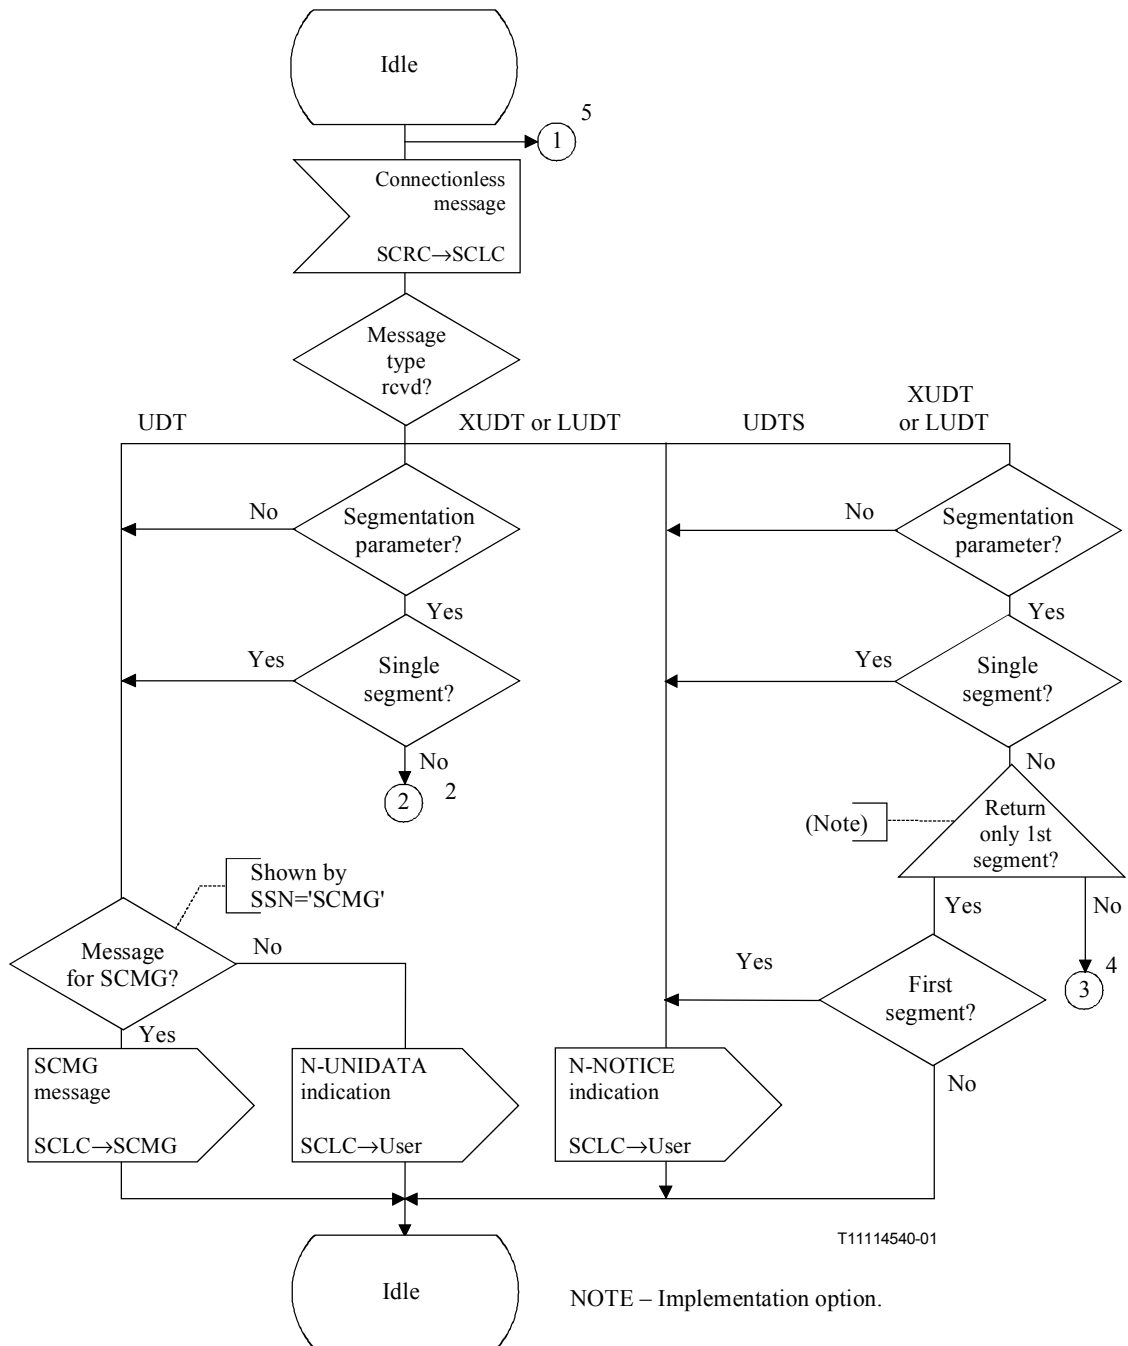 Idle
5
1
Connectionless
message
SCRC→SCLC
Message
type
rcvd?
UDT
XUDT or LUDT
UDTS
XUDT
or LUDT
No
Segmentation
parameter?
No
Segmentation
parameter?
Yes
Yes
Yes
Single
segment?
Yes
Single
segment?
No
2
2
No
(Note)
Return
only 1st
segment?
Shown by
SSN='SCMG'
Yes
No
Message
for SCMG?
No
Yes
First
segment?
4
3
Yes
No
SCMG
message
SCLC→SCMG
N-UNIDATA
indication
SCLC→User
N-NOTICE
indication
SCLC→User
T11114540-01
Idle
NOTE – Implementation option.